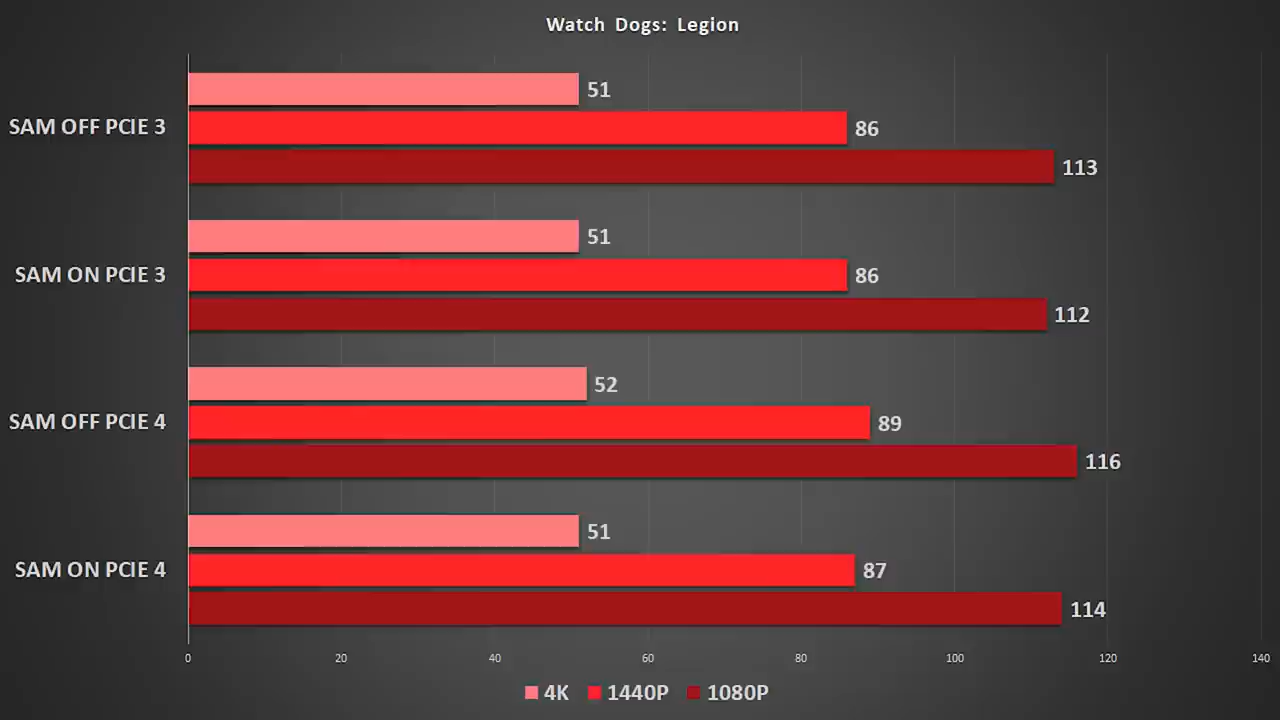 Watch Dogs: Legion
51
SAM OFF PCIE 3
86
113
51
SAM ON PCIE 3
86
112
52
SAM OFF PCIE 4
89
116
51
SAM ON PCIE 4
87
114
0 20 40 60 80 100 120 140
4K 1440P 1080P